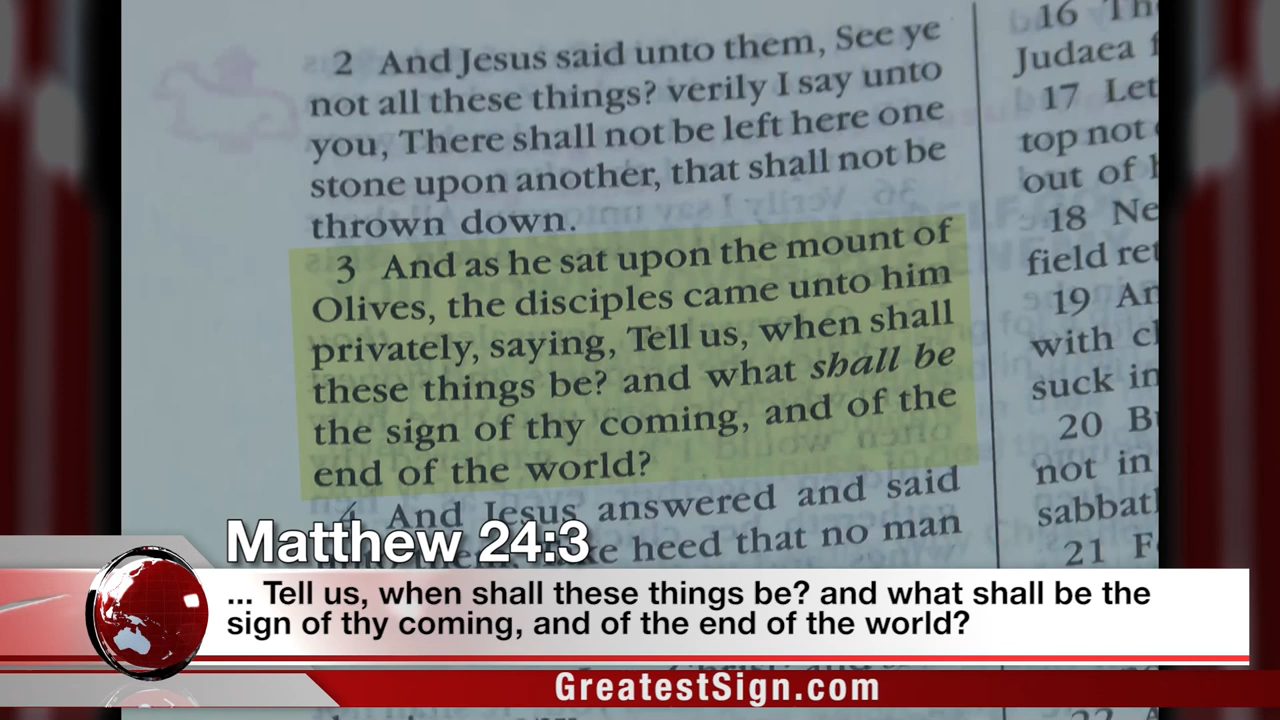 2 And Jesus said unto them, See ye
not all these things? verily I say unto
you, There shall not be left here one
stone upon another, that shall not be
thrown down.
3 And as he sat upon the mount of
Olives, the disciples came unto him
privately, saying, Tell us, when shall
these things be? and what shall be
the sign of thy coming, and of the
end of the world?
4 And Jesus answered and said
heed that no man
16 Th
Judaea
17 Let
top not
out of
18 Ne
field ret
19 An
with
suck in
20 B
not in
sabbat
21 F
22
Matthew 24:3
... Tell us, when shall these things be? and what shall be the
sign of thy coming, and of the end of the world?
GreatestSign.com